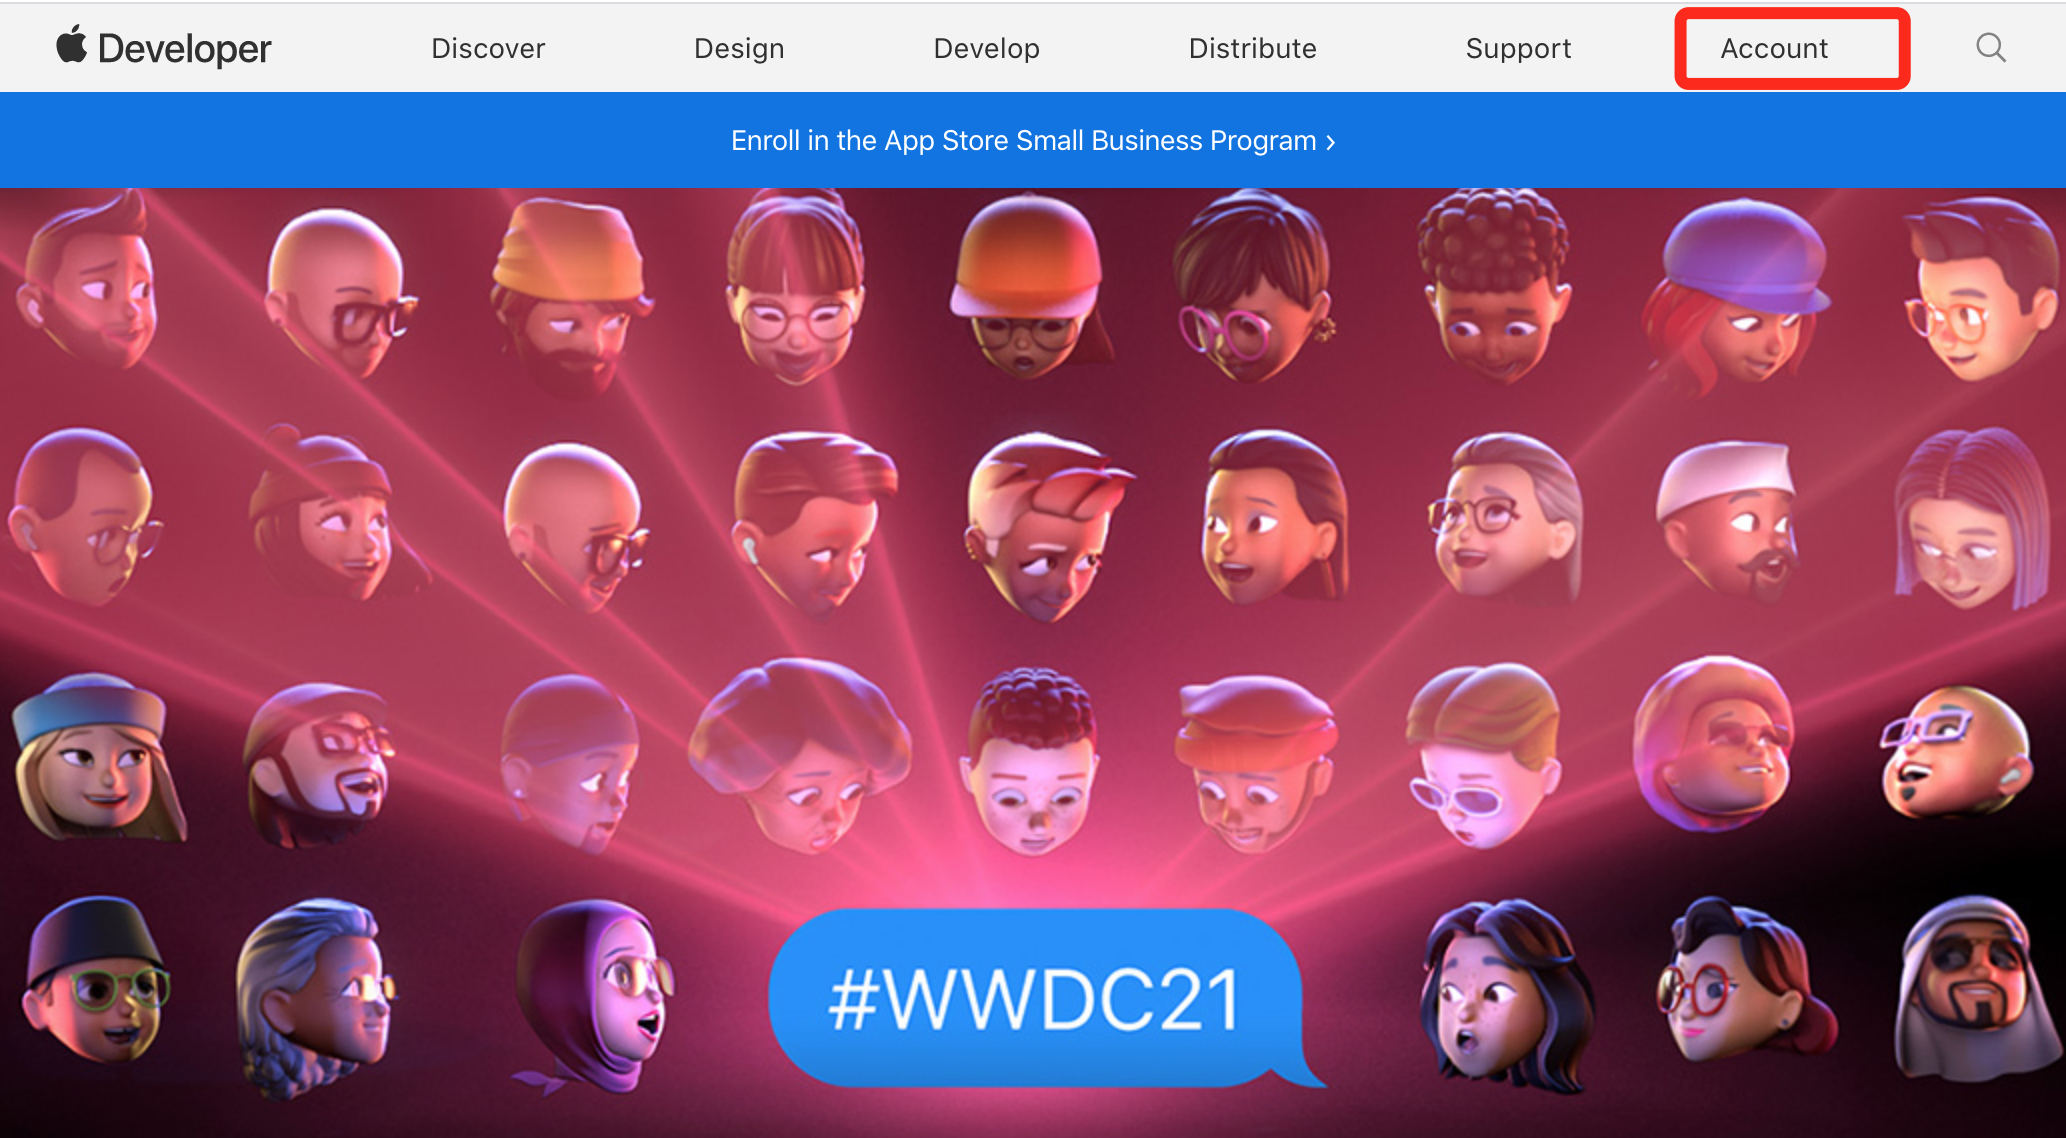 Developer
Discover
Design
Develop
Distribute
Support
Account
Enroll in the App Store Small Business Program ›
#WWDC21